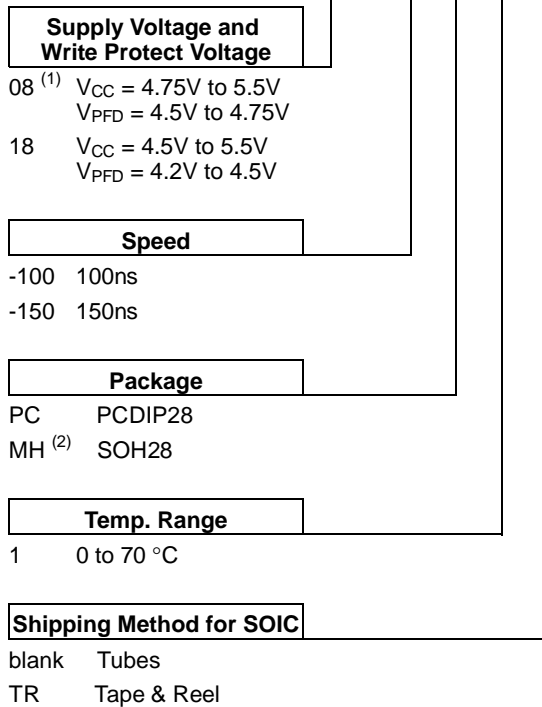 Supply Voltage and
Write Protect Voltage
08 (1) VCC = 4.75V to 5.5V
VPFD = 4.5V to 4.75V
18 VCC = 4.5V to 5.5V
VPFD = 4.2V to 4.5V
Speed
-100 100ns
-150 150ns
Package
PC PCDIP28
MH (2) SOH28
Temp. Range
1 0 to 70 °C
Shipping Method for SOIC
blank Tubes
TR Tape & Reel